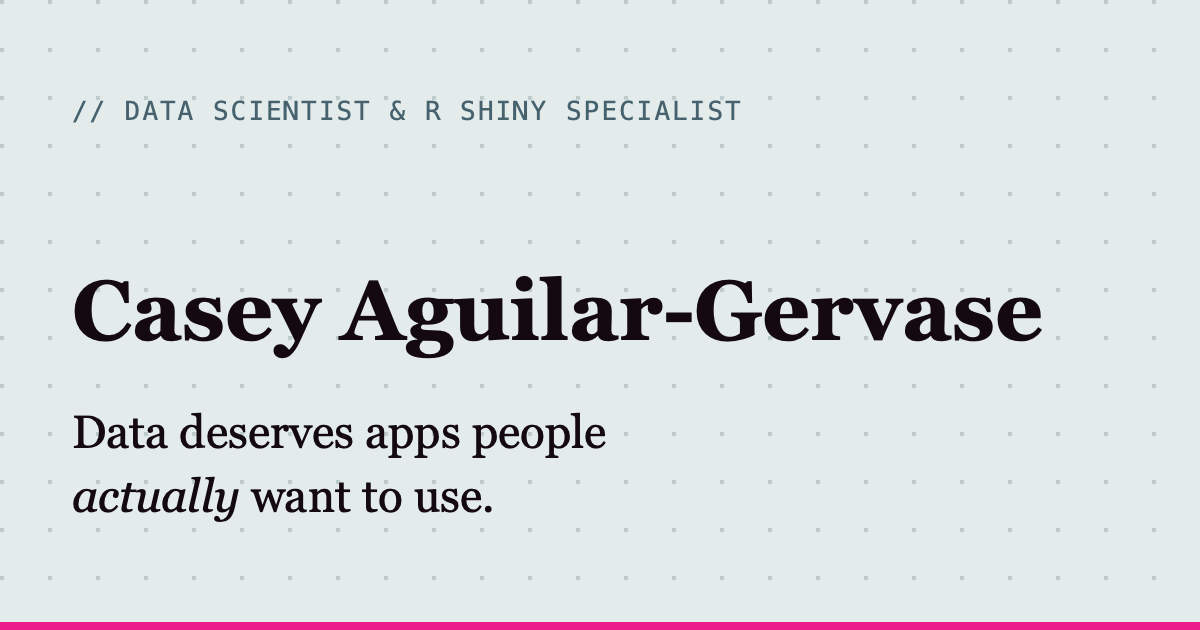 // DATA SCIENTIST & R SHINY SPECIALIST
Casey Aguilar-Gervase
Data deserves apps people
actually want to use.